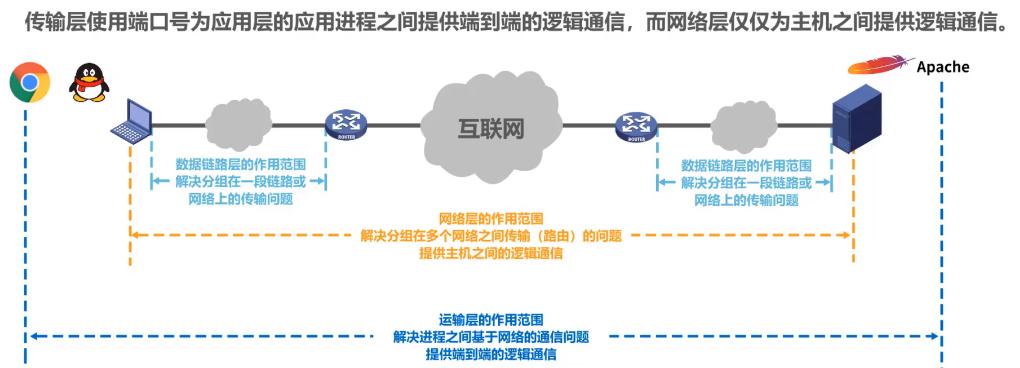 传输层使用端口号为应用层的应用进程之间提供端到端的逻辑通信，而网络层仅仅为主机之间提供逻辑通信。
Apache
互联网
ROUTER
ROUTER
数据链路层的作用范围
解决分组在一段链路或
网络上的传输问题
数据链路层的作用范围
解决分组在一段链路或
网络上的传输问题
网络层的作用范围
解决分组在多个网络之间传输（路由）的问题
提供主机之间的逻辑通信
运输层的作用范围
解决进程之间基于网络的通信问题
提供端到端的逻辑通信